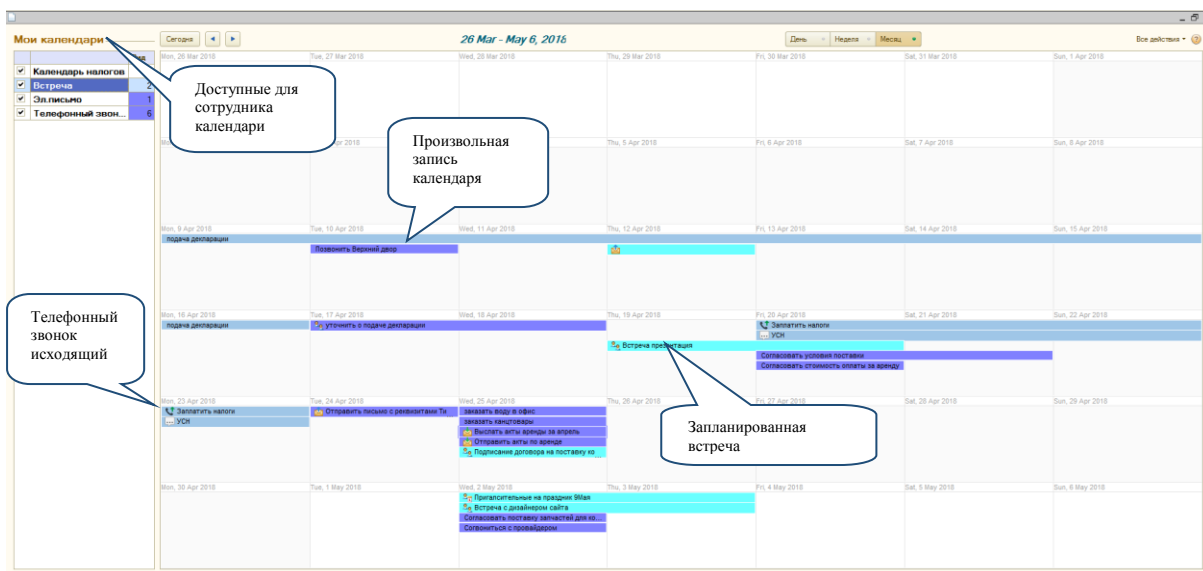 Мои календари
Сегодня
26 Mar - May 6, 2018
День
Неделя
Месяц
Все действия
Календарь налогов
Встреча 2
Эл.письмо 1
Телефонный звон... 6
Доступные для
сотрудника
календари
Произвольная
запись
календаря
Телефонный
звонок
исходящий
Запланированная
встреча
Mon, 26 Mar 2018
Tue, 27 Mar 2018
Wed, 28 Mar 2018
Thu, 29 Mar 2018
Fri, 30 Mar 2018
Sat, 31 Mar 2018
Sun, 1 Apr 2018
Apr 2018
Thu, 5 Apr 2018
Fri, 6 Apr 2018
Sat, 7 Apr 2018
Sun, 8 Apr 2018
Mon, 9 Apr 2018
Tue, 10 Apr 2018
Wed, 11 Apr 2018
Thu, 12 Apr 2018
Fri, 13 Apr 2018
Sat, 14 Apr 2018
Sun, 15 Apr 2018
подача декларации
Позвонить Верхний двор
Mon, 16 Apr 2018
Tue, 17 Apr 2018
Wed, 18 Apr 2018
Thu, 19 Apr 2018
Fri, 20 Apr 2018
Sat, 21 Apr 2018
Sun, 22 Apr 2018
подача декларации
уточнить о подаче декларации
Заплатить налоги
УСН
Встреча презентация
Согласовать условия поставки
Согласовать стоимость оплаты за аренду
Mon, 23 Apr 2018
Tue, 24 Apr 2018
Wed, 25 Apr 2018
Thu, 26 Apr 2018
Fri, 27 Apr 2018
Sat, 28 Apr 2018
Sun, 29 Apr 2018
Заплатить налоги
УСН
Отправить письмо с реквизитами Ти
заказать воду в офис
заказать канцтовары
Выслать акты аренды за апрель
Отправить акты по аренде
Подписание договора на поставку ко...
Mon, 30 Apr 2018
Tue, 1 May 2018
Wed, 2 May 2018
Thu, 3 May 2018
Fri, 4 May 2018
Sat, 5 May 2018
Sun, 6 May 2018
Пригласительные на праздник 9Мая
Встреча с дизайнером сайта
Согласовать поставку запчастей для ко...
Согвониться с провайдером